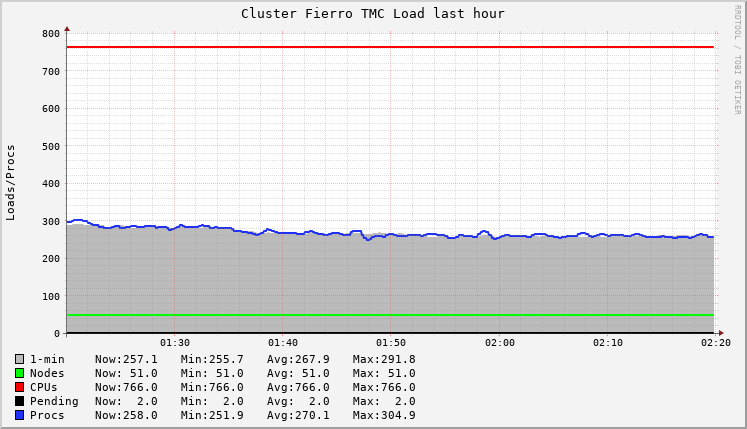 Cluster Fierro TMC Load last hour
RRDTOOL / TOBI OETIKER
Loads/Procs
800
700
600
500
400
300
200
100
0
01:30 01:40 01:50 02:00 02:10 02:20
1-min Now:257.1 Min:255.7 Avg:267.9 Max:291.8
Nodes Now: 51.0 Min: 51.0 Avg: 51.0 Max: 51.0
CPUs Now:766.0 Min:766.0 Avg:766.0 Max:766.0
Pending Now: 2.0 Min: 2.0 Avg: 2.0 Max: 2.0
Procs Now:258.0 Min:251.9 Avg:270.1 Max:304.9